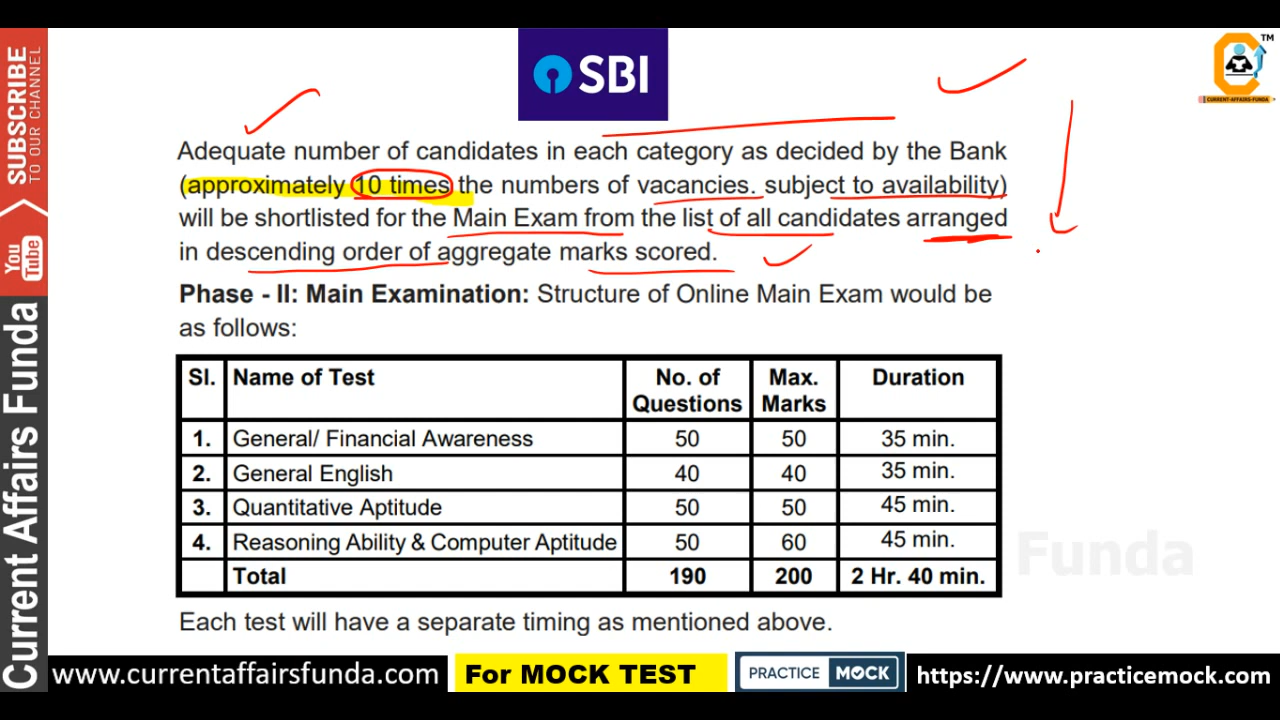 SBI
TM
CURRENT-AFFAIRS-FUNDA
SUBSCRIBE
TO OUR CHANNEL
You Tube
Current Affairs Funda
Adequate number of candidates in each category as decided by the Bank
(approximately 10 times the numbers of vacancies. subject to availability)
will be shortlisted for the Main Exam from the list of all candidates arranged
in descending order of aggregate marks scored.
Phase - II: Main Examination: Structure of Online Main Exam would be
as follows:
Sl. Name of Test No. of Questions Max. Marks Duration
1. General/ Financial Awareness 50 50 35 min.
2. General English 40 40 35 min.
3. Quantitative Aptitude 50 50 45 min.
4. Reasoning Ability & Computer Aptitude 50 60 45 min.
Total 190 200 2 Hr. 40 min.
Funda
Each test will have a separate timing as mentioned above.
www.currentaffairsfunda.com For MOCK TEST PRACTICE MOCK https://www.practicemock.com